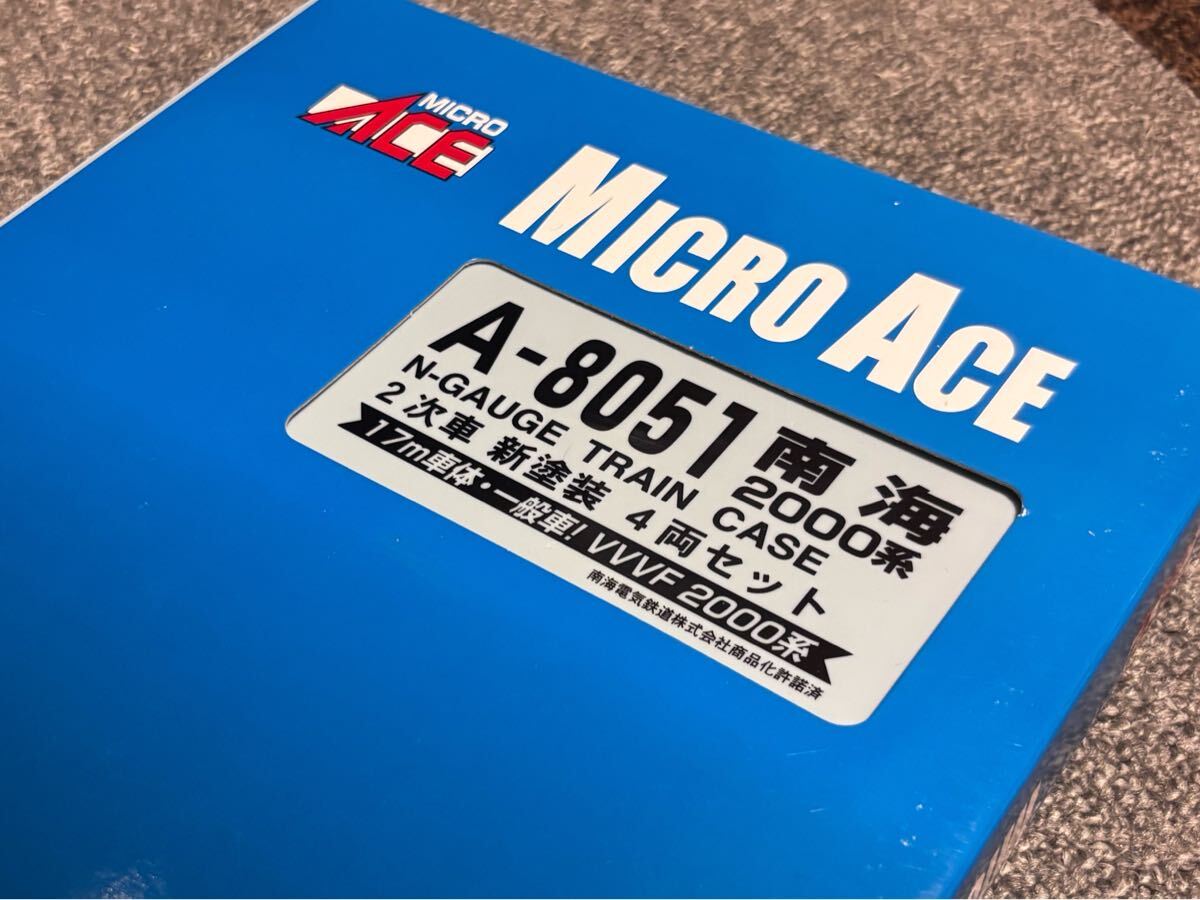 MICRO
ACE
MICRO ACE
A-8051 南海
N-GAUGE TRAIN CASE 2000系
2次車 新塗装 4両セット
17m車体・一般車! VVVF 2000系
南海電気鉄道株式会社商品化許諾済